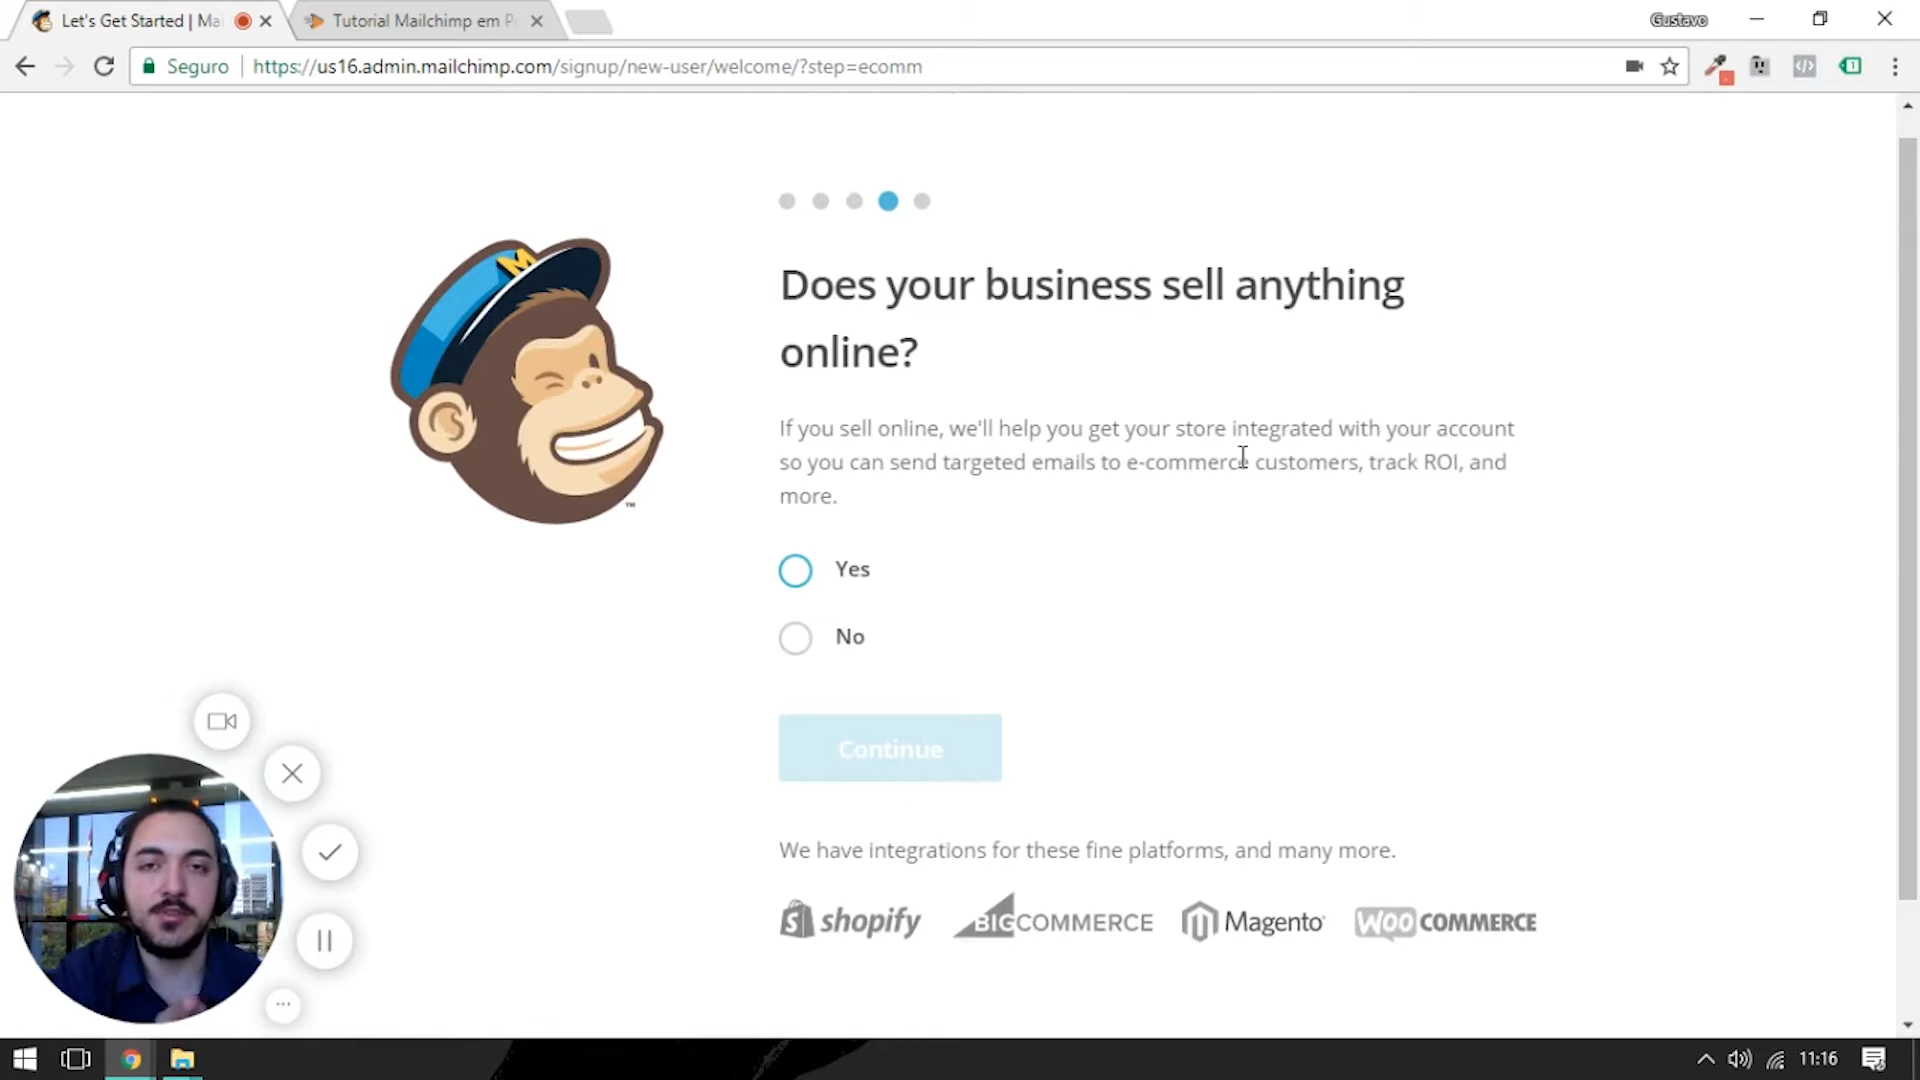 Let's Get Started | Ma
Tutorial Mailchimp em P
Gustavo
Seguro
https://us16.admin.mailchimp.com/signup/new-user/welcome/?step=ecomm
1
M
™
Does your business sell anything
online?
If you sell online, we'll help you get your store integrated with your account
so you can send targeted emails to e-commerce customers, track ROI, and
more.
Yes
No
Continue
We have integrations for these fine platforms, and many more.
shopify
BIGCOMMERCE
Magento
WOO COMMERCE
11:16